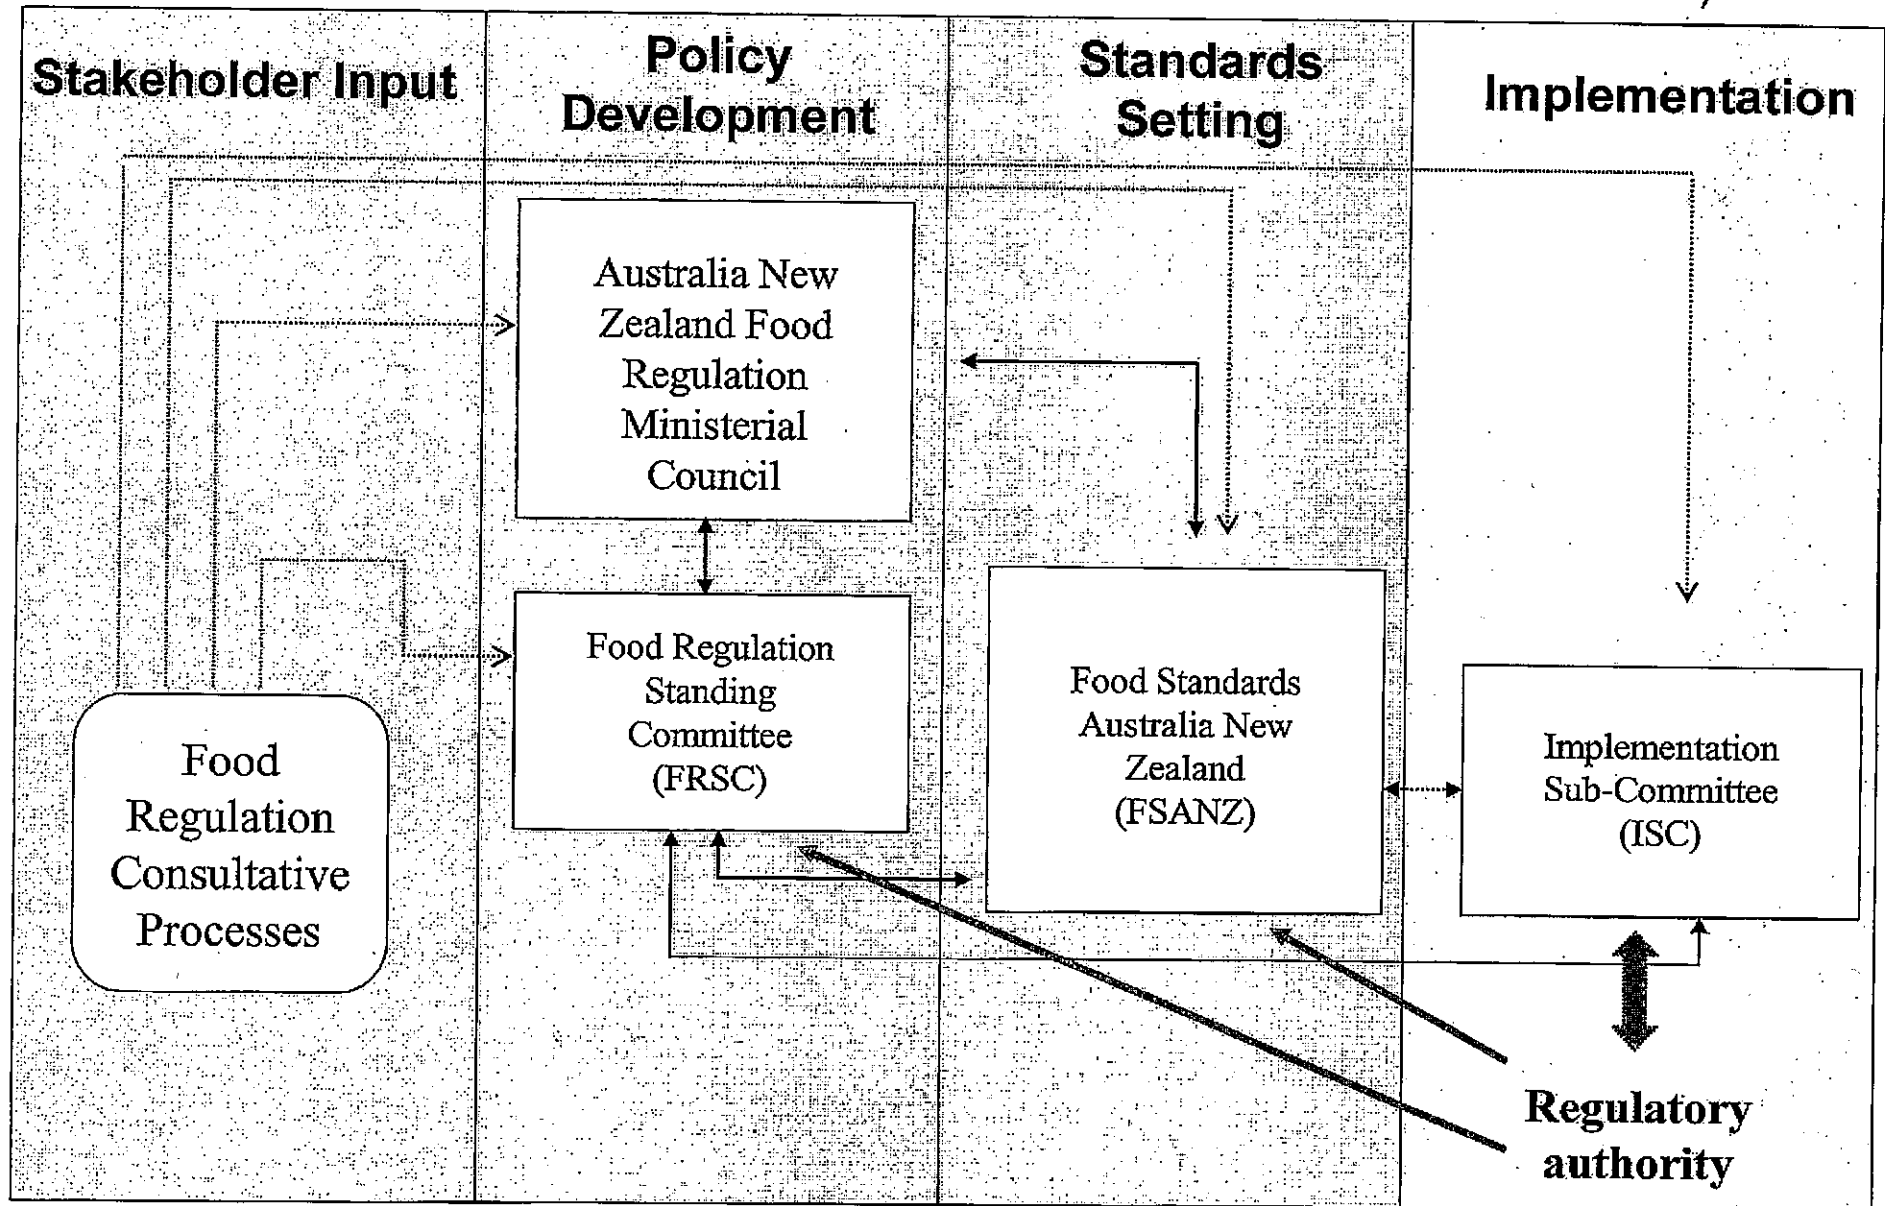 Stakeholder Input
Policy
Development
Standards
Setting
Implementation
Australia New
Zealand Food
Regulation
Ministerial
Council
Food Regulation
Standing
Committee
(FRSC)
Food Standards
Australia New
Zealand
(FSANZ)
Implementation
Sub-Committee
(ISC)
Food
Regulation
Consultative
Processes
Regulatory
authority